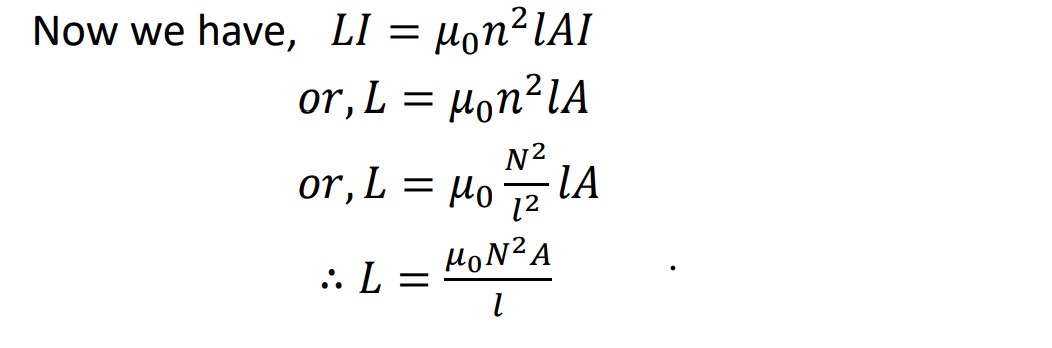 Now we have, LI = μ₀n²lAI
or, L = μ₀n²lA
or, L = μ₀ N²/l² lA
∴ L = μ₀N²A/l .